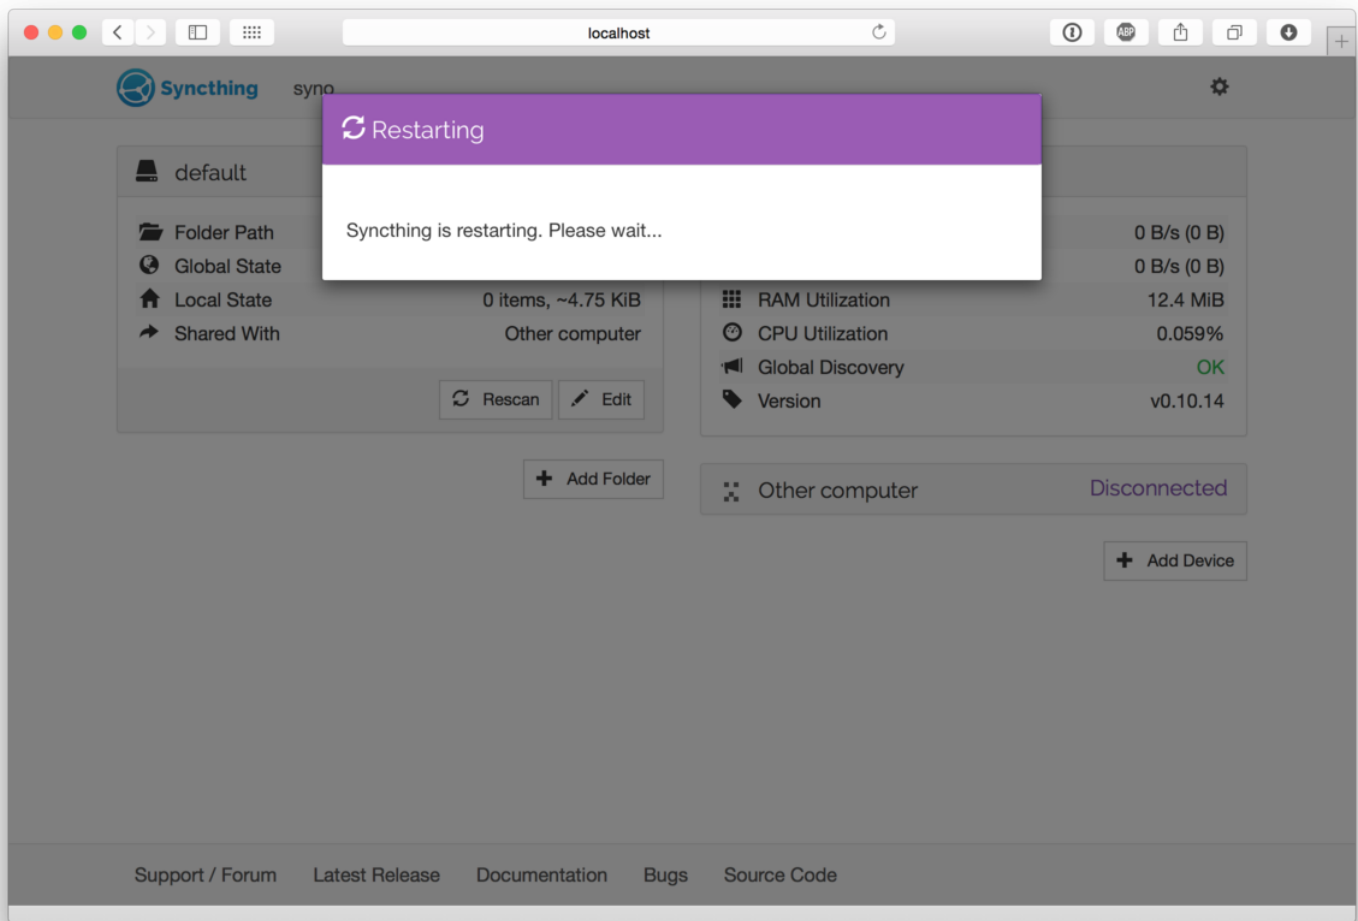 localhost
ABP
Syncthing
syno
Restarting
Syncthing is restarting. Please wait...
default
Folder Path
Global State
Local State 0 items, ~4.75 KiB
Shared With Other computer
Rescan Edit
Add Folder
0 B/s (0 B)
0 B/s (0 B)
RAM Utilization 12.4 MiB
CPU Utilization 0.059%
Global Discovery OK
Version v0.10.14
Other computer Disconnected
Add Device
Support / Forum Latest Release Documentation Bugs Source Code